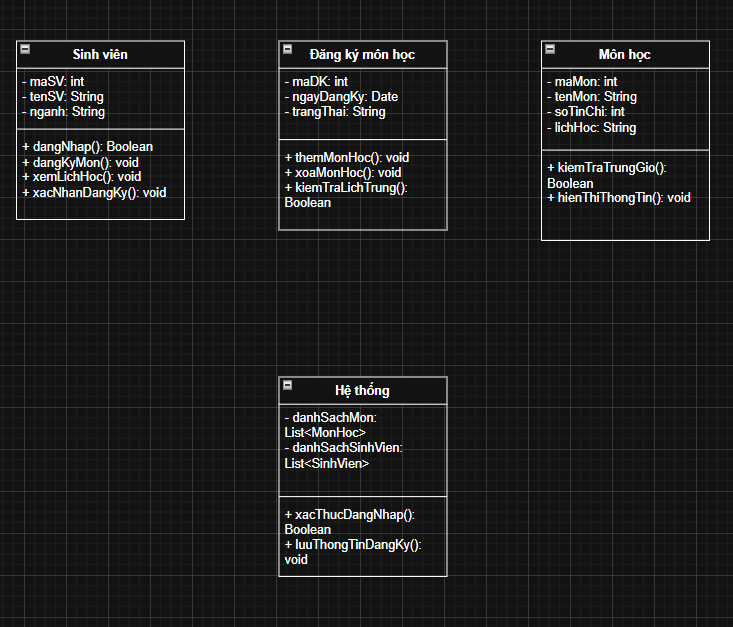 Sinh viên
- maSV: int
- tenSV: String
- nganh: String
+ dangNhap(): Boolean
+ dangKyMon(): void
+ xemLichHoc(): void
+ xacNhanDangKy(): void
Đăng ký môn học
- maDK: int
- ngayDangKy: Date
- trangThai: String
+ themMonHoc(): void
+ xoaMonHoc(): void
+ kiemTraLichTrung():
Boolean
Môn học
- maMon: int
- tenMon: String
- soTinChi: int
- lichHoc: String
+ kiemTraTrungGio():
Boolean
+ hienThiThongTin(): void
Hệ thống
- danhSachMon:
List<MonHoc>
- danhSachSinhVien:
List<SinhVien>
+ xacThucDangNhap():
Boolean
+ luuThongTinDangKy():
void